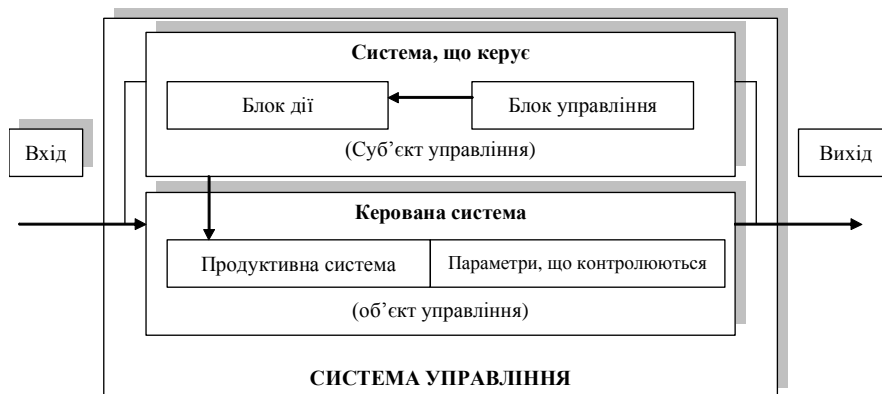 Система, що керує
Блок дії
Блок управління
(Суб’єкт управління)
Вхід
Вихід
Керована система
Продуктивна система
Параметри, що контролюються
(об’єкт управління)
СИСТЕМА УПРАВЛІННЯ